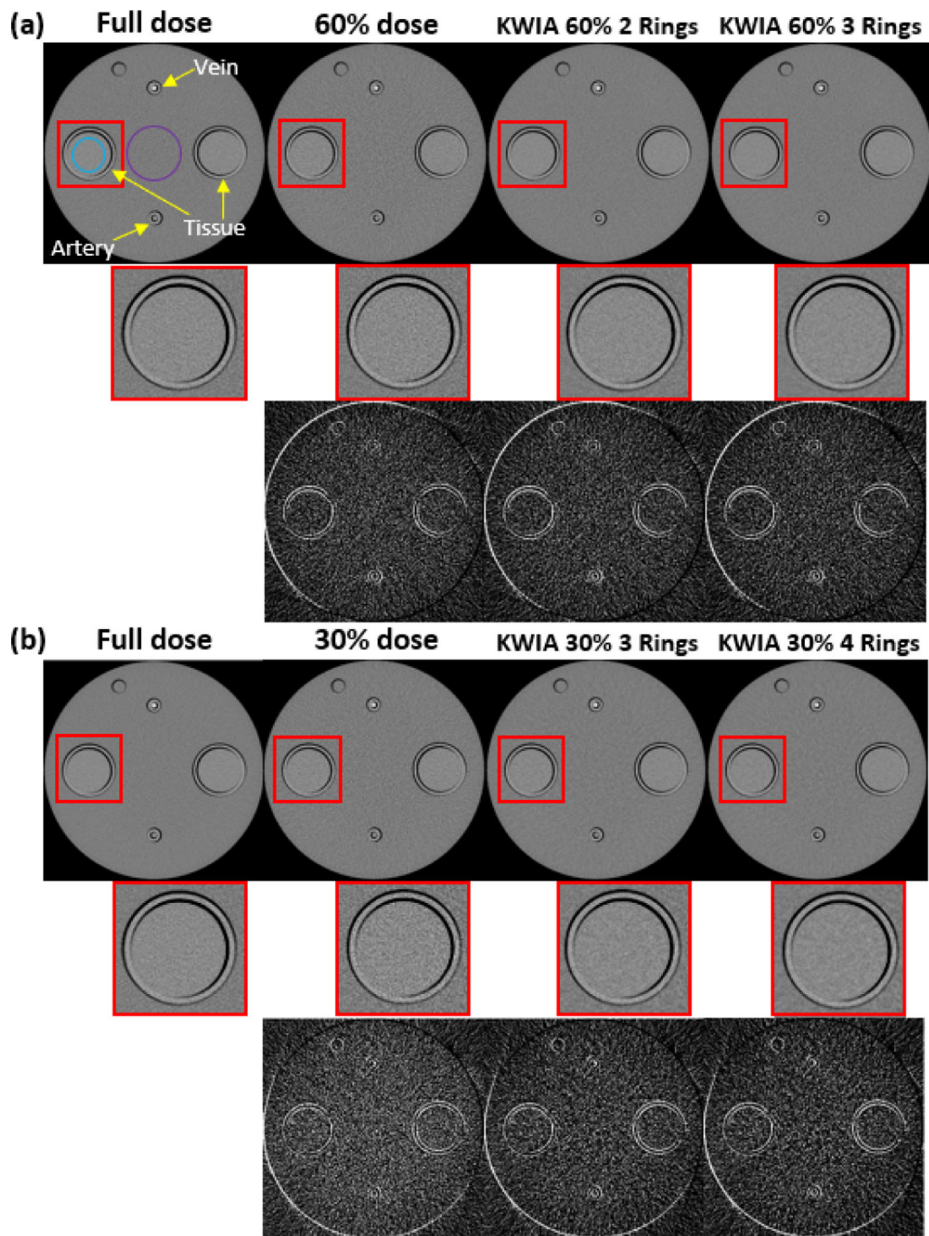 (a) Full dose 60% dose KWIA 60% 2 Rings KWIA 60% 3 Rings
Vein
Tissue
Artery
(b) Full dose 30% dose KWIA 30% 3 Rings KWIA 30% 4 Rings